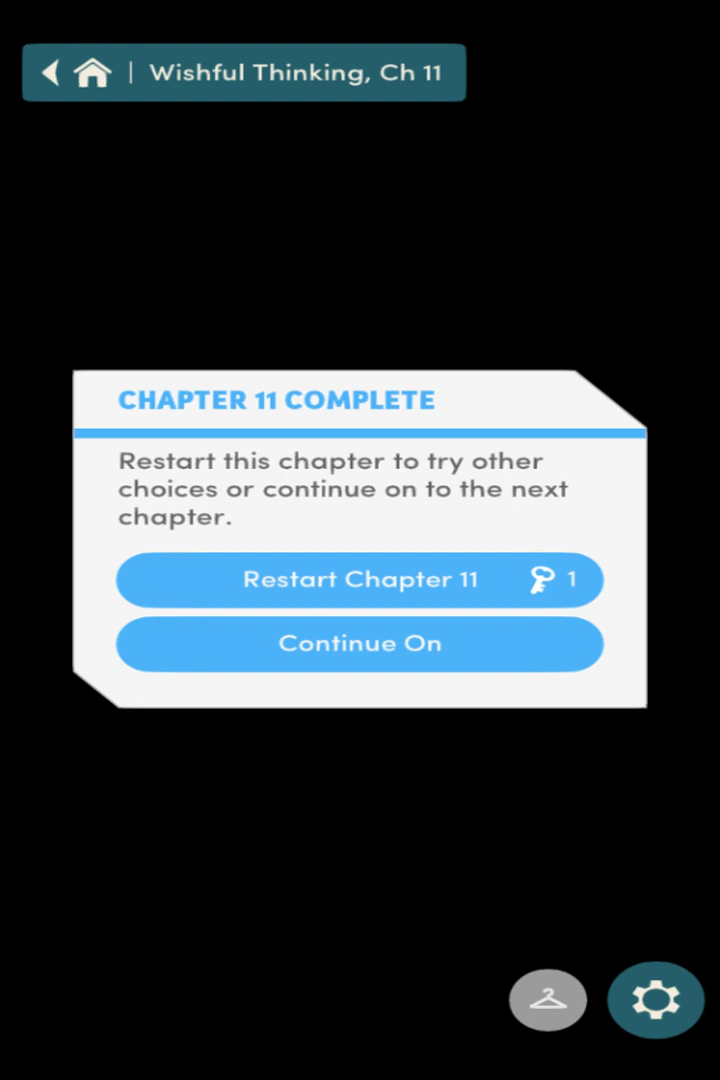 Wishful Thinking, Ch 11
CHAPTER 11 COMPLETE
Restart this chapter to try other
choices or continue on to the next
chapter.
Restart Chapter 11 1
Continue On